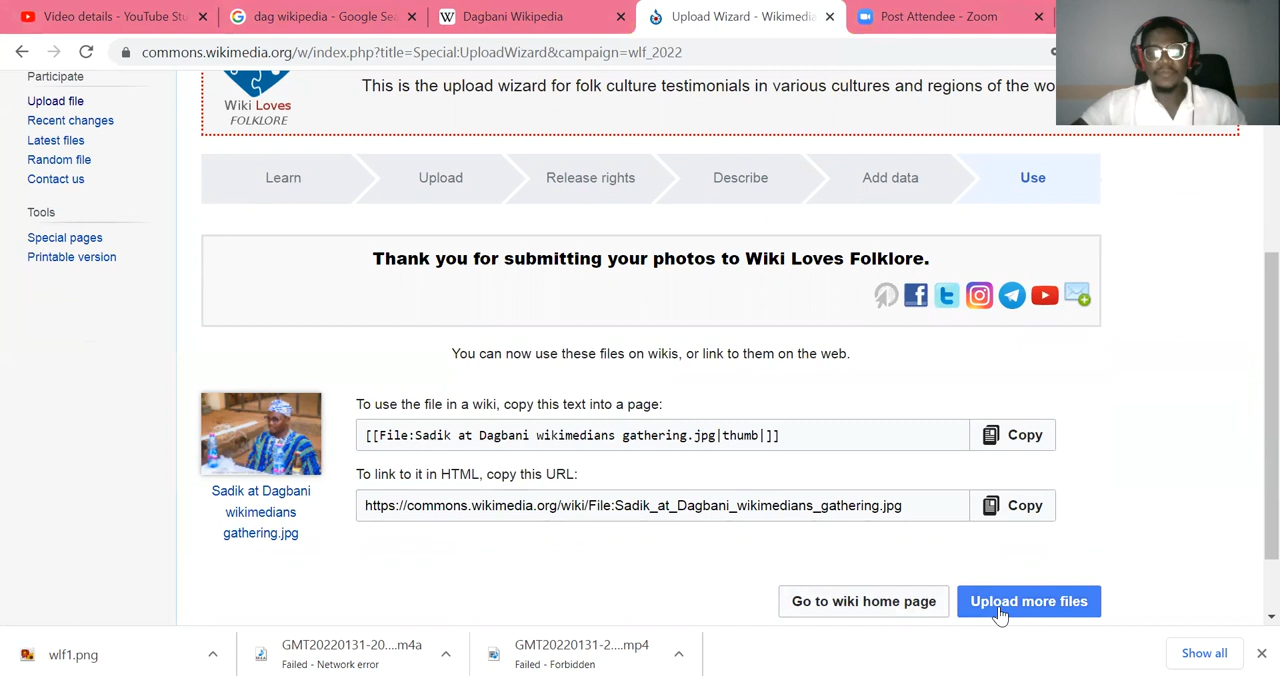 Video details - YouTube Stu
dag wikipedia - Google Sea
Dagbani Wikipedia
Upload Wizard - Wikimedia
Post Attendee - Zoom
commons.wikimedia.org/w/index.php?title=Special:UploadWizard&campaign=wlf_2022
Participate
Upload file
Recent changes
Latest files
Random file
Contact us
Tools
Special pages
Printable version
Wiki Loves
FOLKLORE
This is the upload wizard for folk culture testimonials in various cultures and regions of the wo
Learn
Upload
Release rights
Describe
Add data
Use
Thank you for submitting your photos to Wiki Loves Folklore.
You can now use these files on wikis, or link to them on the web.
Sadik at Dagbani
wikimedians
gathering.jpg
To use the file in a wiki, copy this text into a page:
[[File:Sadik at Dagbani wikimedians gathering.jpg|thumb|]]
Copy
To link to it in HTML, copy this URL:
https://commons.wikimedia.org/wiki/File:Sadik_at_Dagbani_wikimedians_gathering.jpg
Copy
Go to wiki home page
Upload more files
wlf1.png
GMT20220131-20....m4a
Failed - Network error
GMT20220131-2....mp4
Failed - Forbidden
Show all